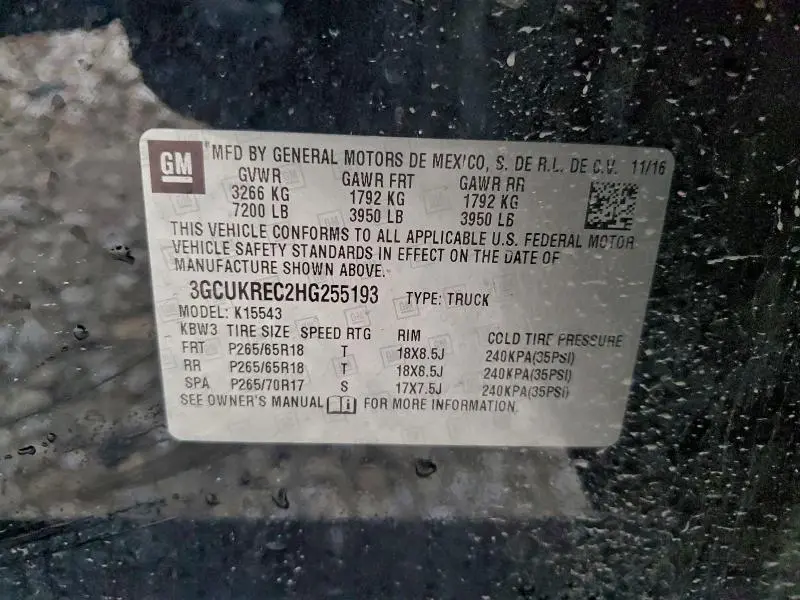 GM
MFD BY GENERAL MOTORS DE MEXICO, S. DE R.L. DE C.V. 11/16
GVWR GAWR FRT GAWR RR
3266 KG 1792 KG 1792 KG
7200 LB 3950 LB 3950 LB
THIS VEHICLE CONFORMS TO ALL APPLICABLE U.S. FEDERAL MOTOR
VEHICLE SAFETY STANDARDS IN EFFECT ON THE DATE OF
MANUFACTURE SHOWN ABOVE.
3GCUKREC2HG255193 TYPE: TRUCK
MODEL: K15543
KBW3 TIRE SIZE SPEED RTG RIM COLD TIRE PRESSURE
FRT P265/65R18 T 18X8.5J 240KPA(35PSI)
RR P265/65R18 T 18X8.5J 240KPA(35PSI)
SPA P265/70R17 S 17X7.5J 240KPA(35PSI)
SEE OWNER'S MANUAL FOR MORE INFORMATION